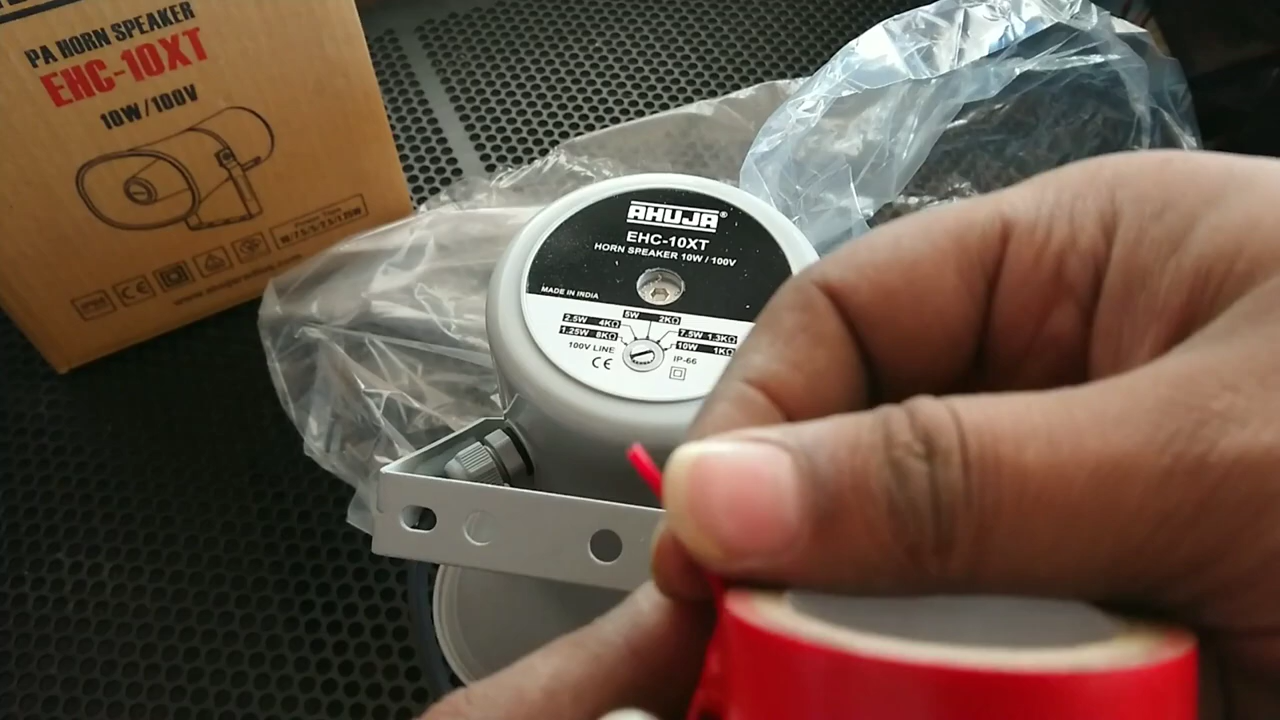 PA HORN SPEAKER
EHC-10XT
10W/100V
CE
AHUJA®
EHC-10XT
HORN SPEAKER 10W / 100V
MADE IN INDIA
5W 2KΩ
2.5W 4KΩ
7.5W 1.3KΩ
1.25W 8KΩ
10W 1KΩ
100V LINE
IP-66
CE